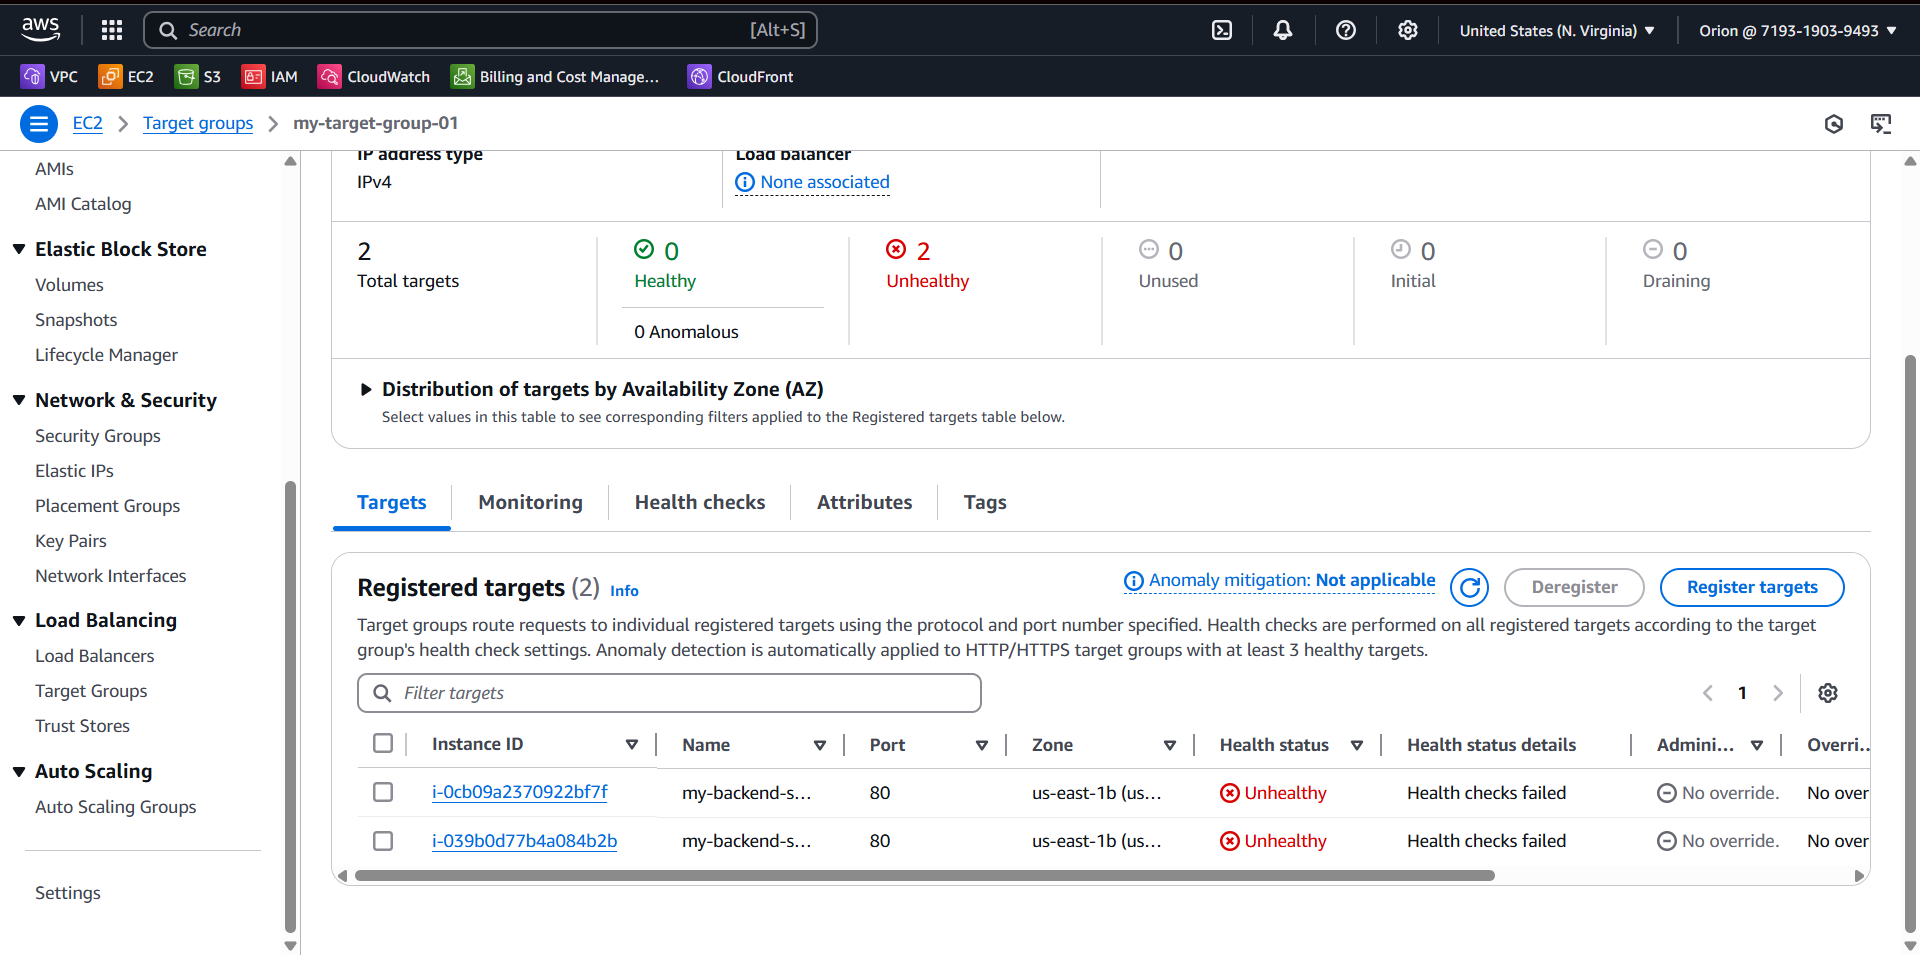 aws
Search [Alt+S]
United States (N. Virginia)
Orion @ 7193-1903-9493
VPC EC2 S3 IAM CloudWatch Billing and Cost Manage... CloudFront
EC2 Target groups my-target-group-01
AMIs
AMI Catalog
Elastic Block Store
Volumes
Snapshots
Lifecycle Manager
Network & Security
Security Groups
Elastic IPs
Placement Groups
Key Pairs
Network Interfaces
Load Balancing
Load Balancers
Target Groups
Trust Stores
Auto Scaling
Auto Scaling Groups
Settings
IP address type
IPv4
Load balancer
None associated
2
Total targets
0
Healthy
0 Anomalous
2
Unhealthy
0
Unused
0
Initial
0
Draining
Distribution of targets by Availability Zone (AZ)
Select values in this table to see corresponding filters applied to the Registered targets table below.
Targets Monitoring Health checks Attributes Tags
Registered targets (2) Info
Anomaly mitigation: Not applicable
Deregister
Register targets
Target groups route requests to individual registered targets using the protocol and port number specified. Health checks are performed on all registered targets according to the target
group's health check settings. Anomaly detection is automatically applied to HTTP/HTTPS target groups with at least 3 healthy targets.
Filter targets
1
Instance ID Name Port Zone Health status Health status details Admini... Overri...
i-0cb09a2370922bf7f my-backend-s... 80 us-east-1b (us... Unhealthy Health checks failed No override. No over
i-039b0d77b4a084b2b my-backend-s... 80 us-east-1b (us... Unhealthy Health checks failed No override. No over